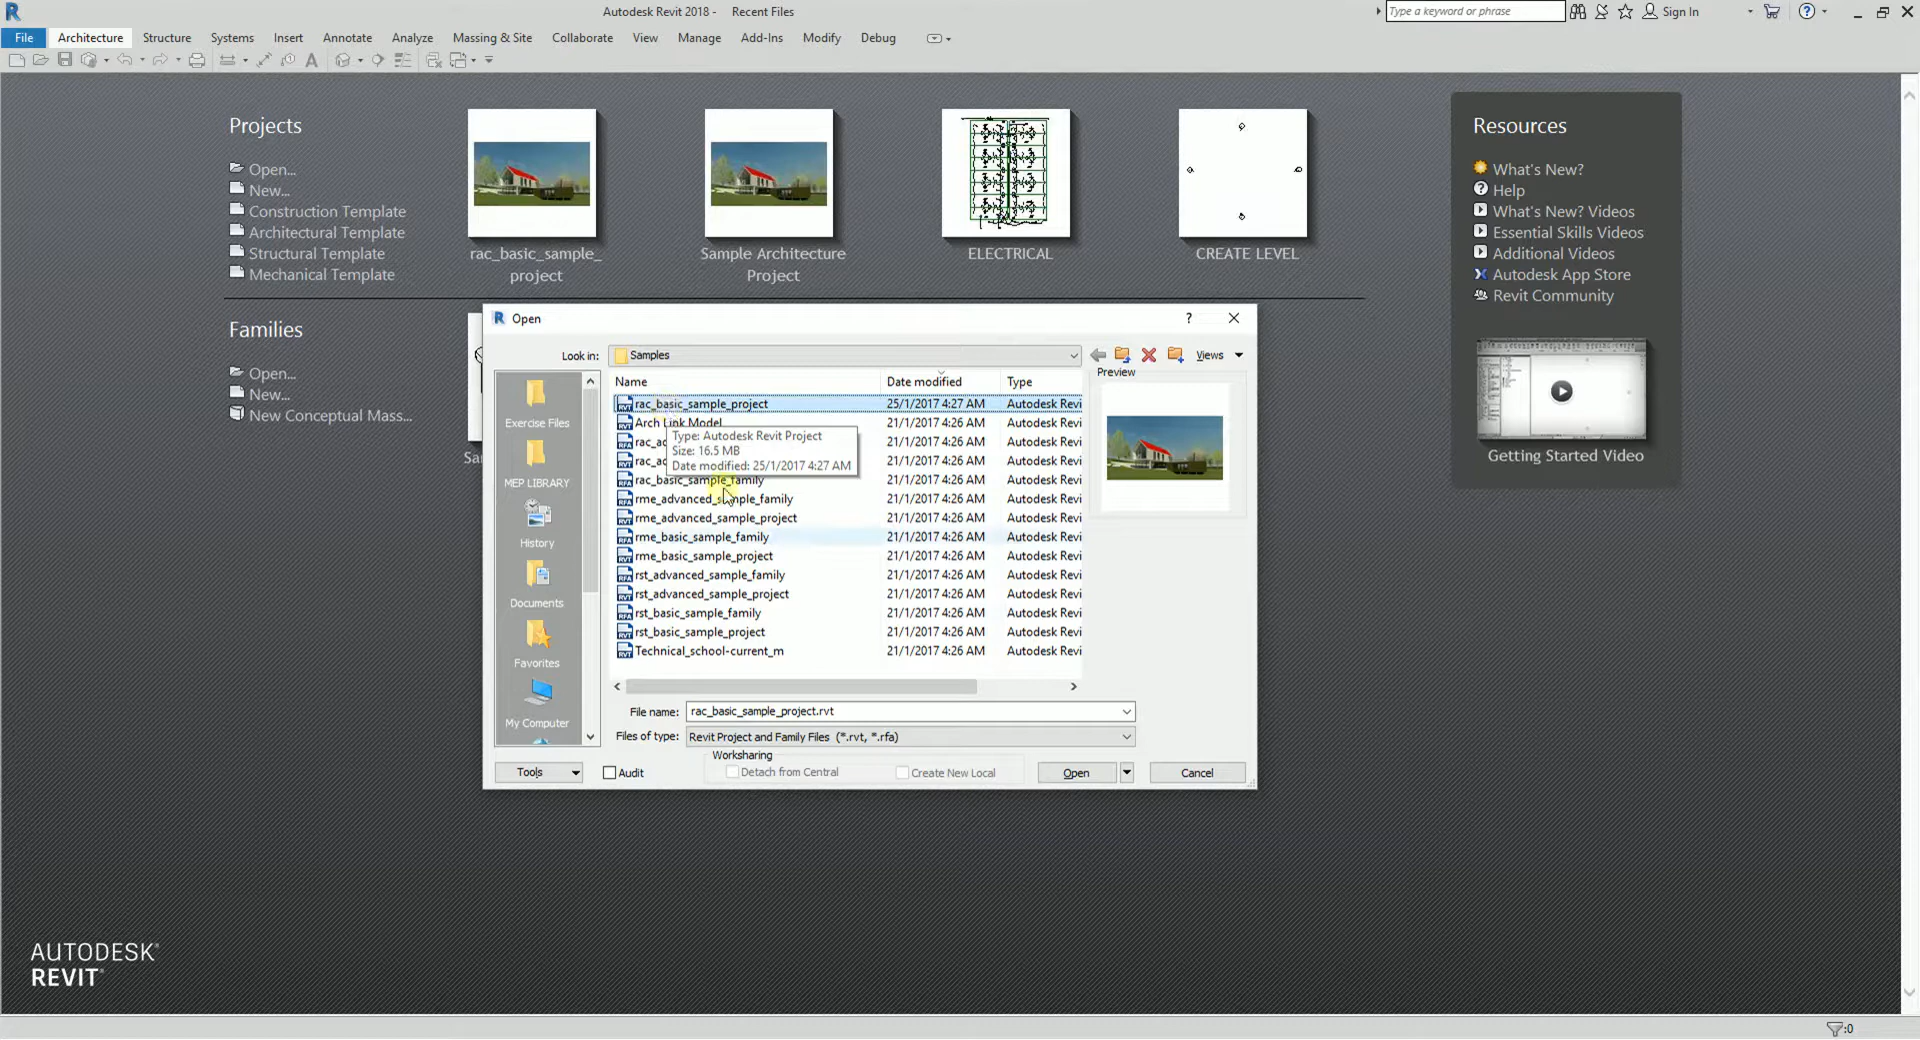 Autodesk Revit 2018 - Recent Files
Type a keyword or phrase
Sign In
File Architecture Structure Systems Insert Annotate Analyze Massing & Site Collaborate View Manage Add-Ins Modify Debug
Projects
Open...
New...
Construction Template
Architectural Template
Structural Template
Mechanical Template
rac_basic_sample_
project
Sample Architecture
Project
ELECTRICAL
CREATE LEVEL
Families
Open...
New...
New Conceptual Mass...
Sa
Resources
What's New?
Help
What's New? Videos
Essential Skills Videos
Additional Videos
Autodesk App Store
Revit Community
Getting Started Video
Open
Look in: Samples
Views
Exercise Files
MEP LIBRARY
History
Documents
Favorites
My Computer
Name Date modified Type
rac_basic_sample_project 25/1/2017 4:27 AM Autodesk Revi
Arch Link Model 21/1/2017 4:26 AM Autodesk Revi
rac_ac 21/1/2017 4:26 AM Autodesk Revi
rac_ac 21/1/2017 4:26 AM Autodesk Revi
rac_basic_sample_family 21/1/2017 4:26 AM Autodesk Revi
rme_advanced_sample_family 21/1/2017 4:26 AM Autodesk Revi
rme_advanced_sample_project 21/1/2017 4:26 AM Autodesk Revi
rme_basic_sample_family 21/1/2017 4:26 AM Autodesk Revi
rme_basic_sample_project 21/1/2017 4:26 AM Autodesk Revi
rst_advanced_sample_family 21/1/2017 4:26 AM Autodesk Revi
rst_advanced_sample_project 21/1/2017 4:26 AM Autodesk Revi
rst_basic_sample_family 21/1/2017 4:26 AM Autodesk Revi
rst_basic_sample_project 21/1/2017 4:26 AM Autodesk Revi
Technical_school-current_m 21/1/2017 4:26 AM Autodesk Revi
Type: Autodesk Revit Project
Size: 16.5 MB
Date modified: 25/1/2017 4:27 AM
Preview
File name: rac_basic_sample_project.rvt
Files of type: Revit Project and Family Files (*.rvt, *.rfa)
Worksharing
Tools Audit Detach from Central Create New Local Open Cancel
AUTODESK®
REVIT®
:0